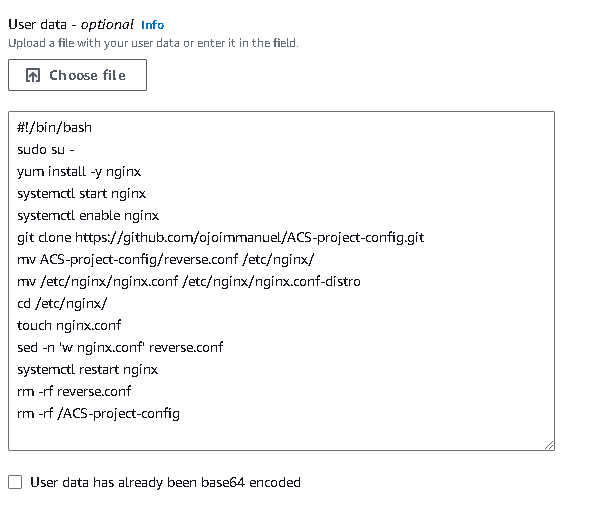 User data - optional Info
Upload a file with your user data or enter it in the field.
Choose file
#!/bin/bash
sudo su -
yum install -y nginx
systemctl start nginx
systemctl enable nginx
git clone https://github.com/ojoimmanuel/ACS-project-config.git
mv ACS-project-config/reverse.conf /etc/nginx/
mv /etc/nginx/nginx.conf /etc/nginx/nginx.conf-distro
cd /etc/nginx/
touch nginx.conf
sed -n 'w nginx.conf' reverse.conf
systemctl restart nginx
rm -rf reverse.conf
rm -rf /ACS-project-config
User data has already been base64 encoded